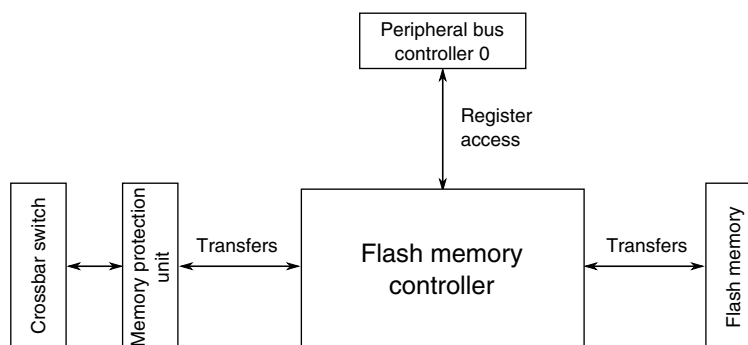 Peripheral bus
controller 0
Register
access
Crossbar switch
Memory protection
unit
Transfers
Flash memory
controller
Transfers
Flash memory